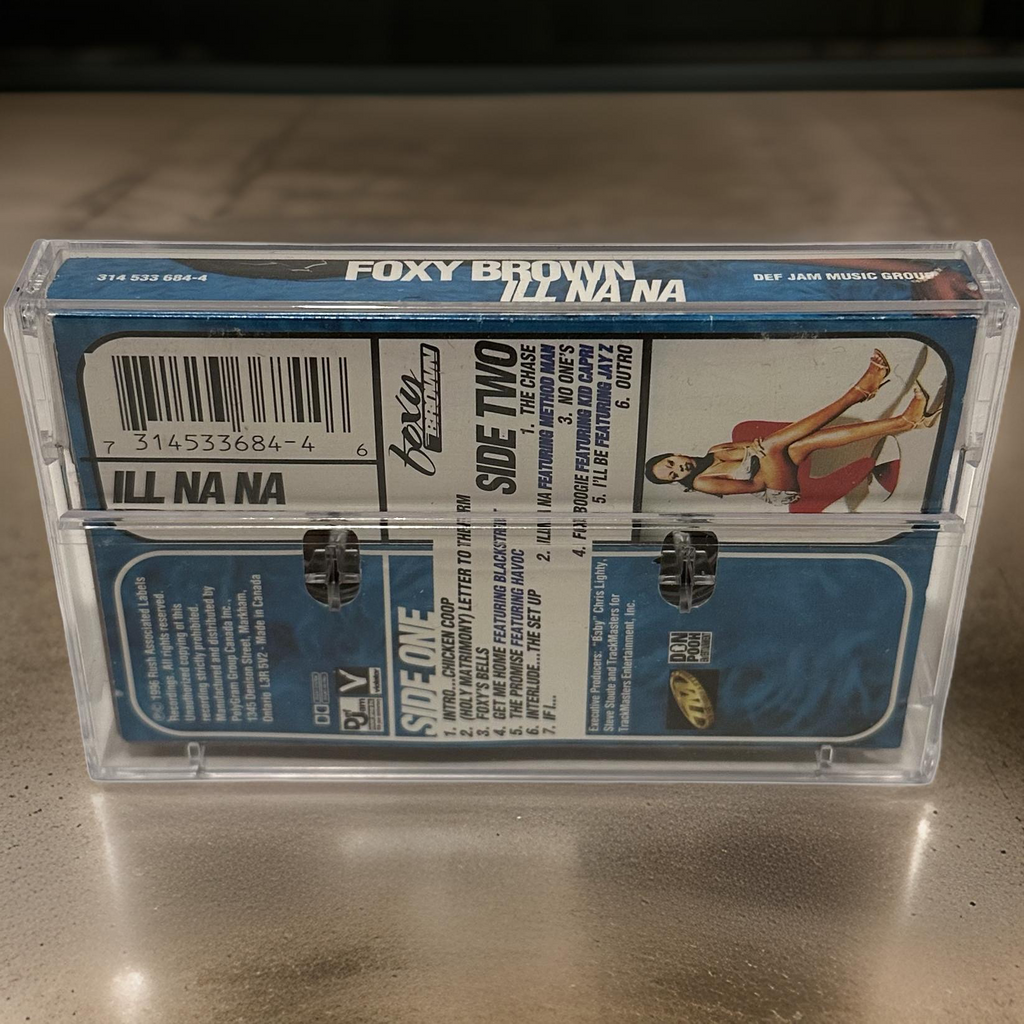 314 533 684-4
FOXY BROWN
ILL NA NA
DEF JAM MUSIC GROUP
7 314533684-4 6
ILL NA NA
foxy
BROWN
SIDE TWO
1. THE CHASE
2. ILL NA NA FEATURING METHOD MAN
3. NO ONE'S
4. FOX BOOGIE FEATURING KID CAPRI
5. I'LL BE FEATURING JAY Z
6. OUTRO
℗© 1996 Rush Associated Labels
Recordings. All rights reserved.
Unauthorized copying of this
recording strictly prohibited.
Manufactured and distributed by
PolyGram Group Canada Inc.,
1345 Denison Street, Markham,
Ontario L3R 5V2 - Made in Canada
Def Jam
SIDE ONE
1. INTRO...CHICKEN COOP
2. (HOLY MATRIMONY) LETTER TO THE FIRM
3. FOXY'S BELLS
4. GET ME HOME FEATURING BLACKSTREET
5. THE PROMISE FEATURING HAVOC
6. INTERLUDE...THE SET UP
7. IF I...
Executive Producers: "Baby" Chris Lighty,
Steve Stoute and TrackMasters for
TrackMasters Entertainment, Inc.
TM
DON
POOH